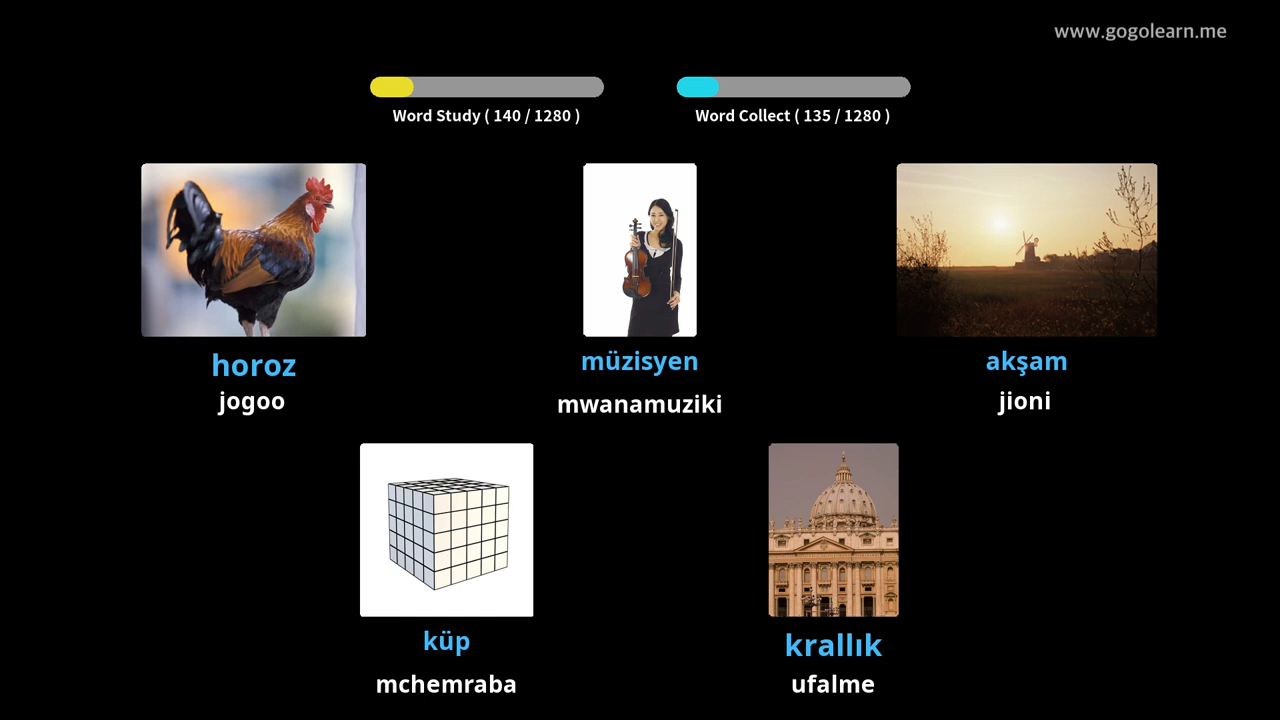 www.gogolearn.me
Word Study ( 140 / 1280 )
Word Collect ( 135 / 1280 )
horoz
jogoo
müzisyen
mwanamuziki
akşam
jioni
küp
mchemraba
krallık
ufalme